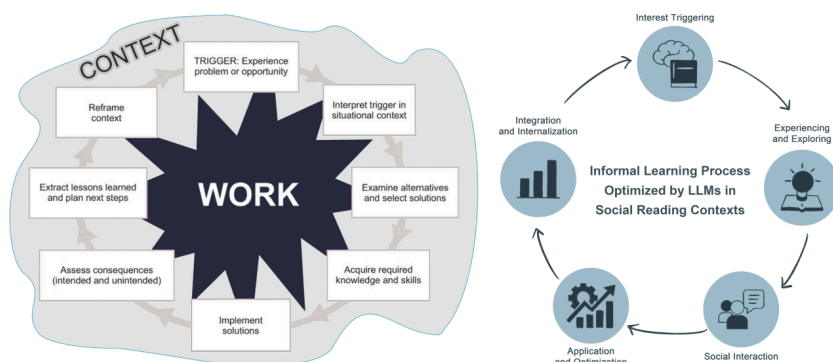 CONTEXT
TRIGGER: Experience
problem or opportunity
Interpret trigger in
situational context
Examine alternatives
and select solutions
Acquire required
knowledge and skills
Implement
solutions
Assess consequences
(intended and unintended)
Extract lessons learned
and plan next steps
Reframe
context
WORK
Interest Triggering
Experiencing
and Exploring
Social Interaction
Application
and Optimization
Integration
and Internalization
Informal Learning Process
Optimized by LLMs in
Social Reading Contexts